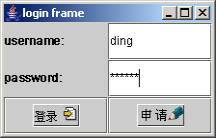 login frame
username: ding
password: ******
登录 申请